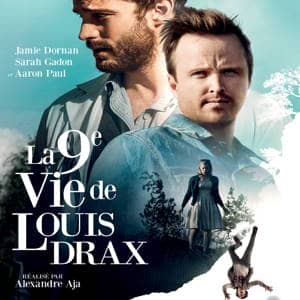 Jamie Dornan
Sarah Gadon
et Aaron Paul
La 9e
Vie de
LOUIS
DRAX
RÉALISÉ PAR
Alexandre Aja